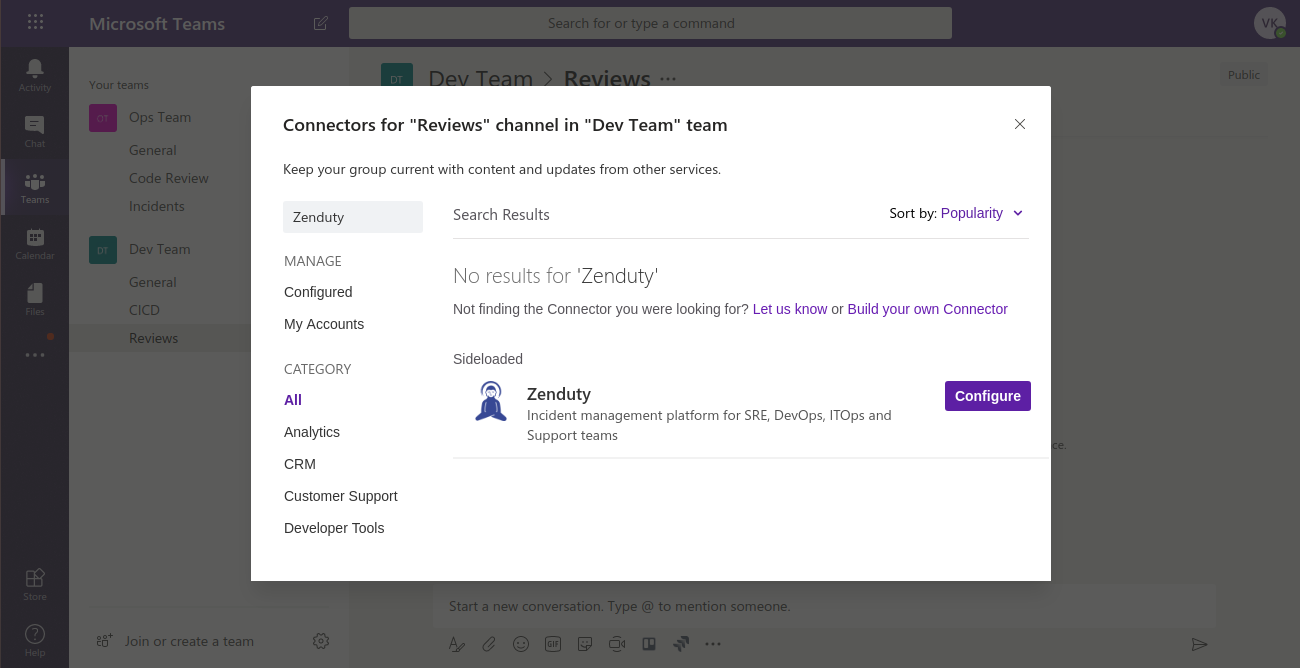 Microsoft Teams
Search for or type a command
VK
Activity
Chat
Teams
Calendar
Files
Store
Help
Your teams
OT
Ops Team
General
Code Review
Incidents
DT
Dev Team
General
CICD
Reviews
Join or create a team
DT
Dev Team
Reviews
Public
Connectors for "Reviews" channel in "Dev Team" team
Keep your group current with content and updates from other services.
Zenduty
MANAGE
Configured
My Accounts
CATEGORY
All
Analytics
CRM
Customer Support
Developer Tools
Search Results
Sort by: Popularity
No results for 'Zenduty'
Not finding the Connector you were looking for? Let us know or Build your own Connector
Sideloaded
Zenduty
Incident management platform for SRE, DevOps, ITOps and
Support teams
Configure
ce.
Start a new conversation. Type @ to mention someone.
GIF